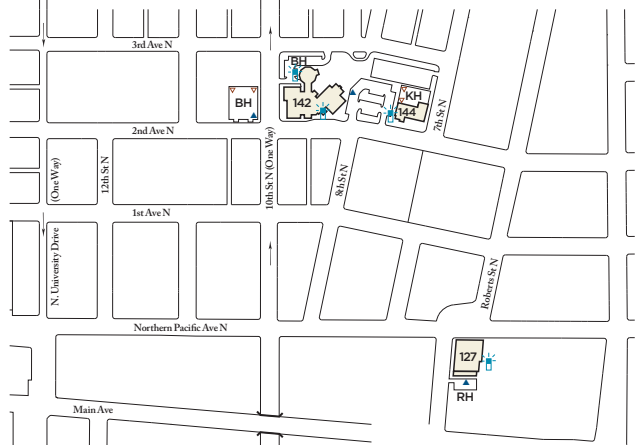 3rd Ave N
BH
BH
142
KH
144
7th St N
2nd Ave N
(One Way)
12th St N
10th St N (One Way)
8th St N
1st Ave N
N. University Drive
Roberts St N
Northern Pacific Ave N
127
RH
Main Ave